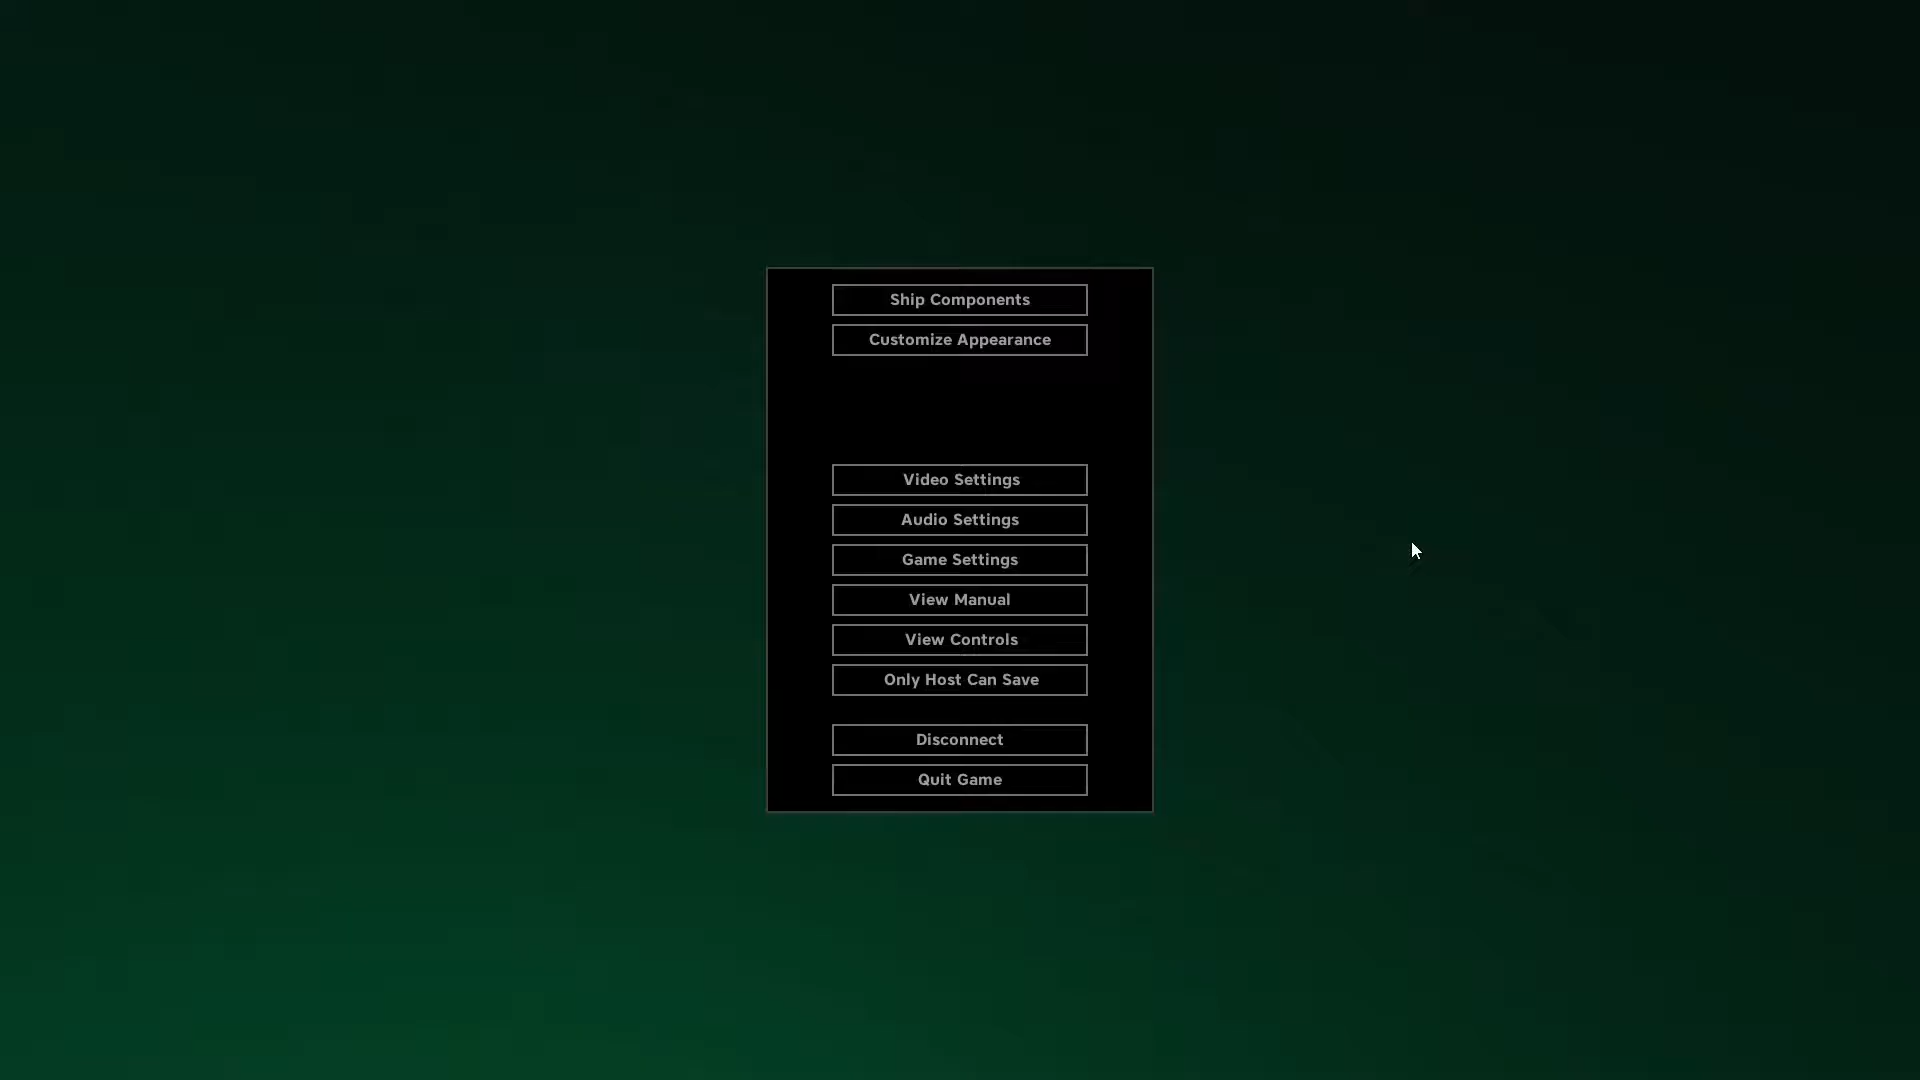 Ship Components
Customize Appearance
Video Settings
Audio Settings
Game Settings
View Manual
View Controls
Only Host Can Save
Disconnect
Quit Game